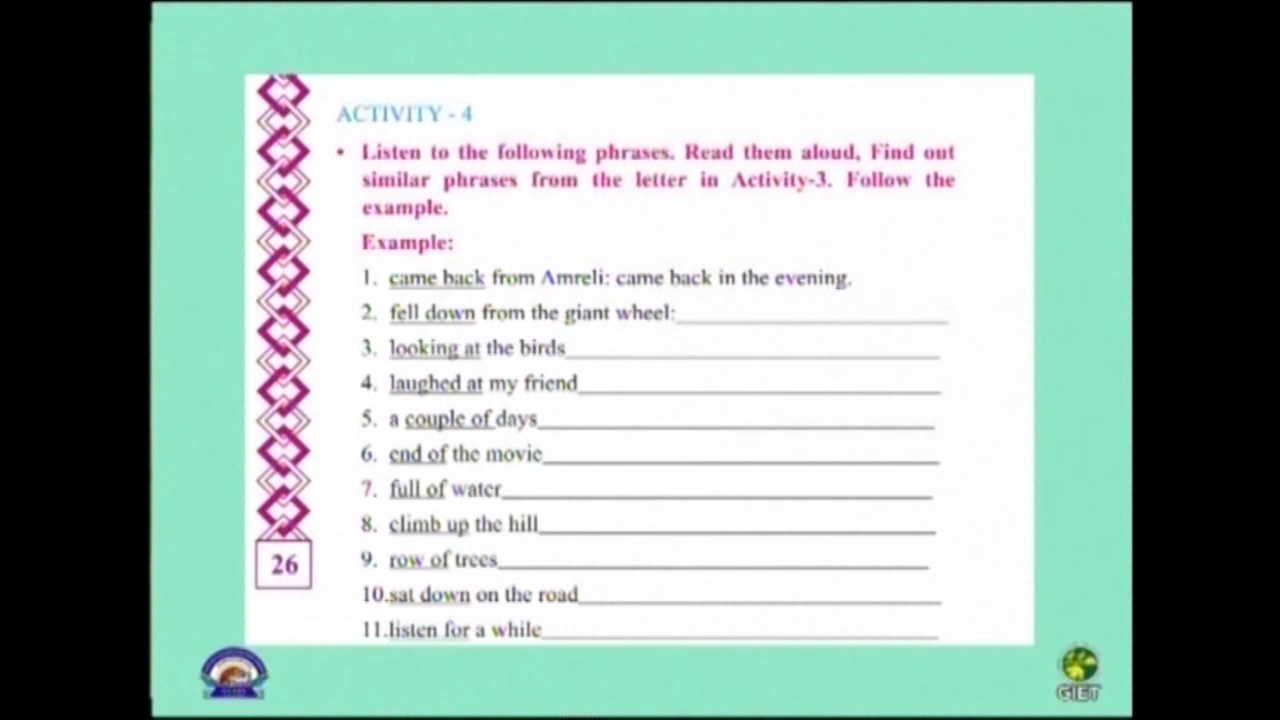 ACTIVITY - 4
• Listen to the following phrases. Read them aloud, Find out
similar phrases from the letter in Activity-3. Follow the
example.
Example:
1. came back from Amreli: came back in the evening.
2. fell down from the giant wheel:
3. looking at the birds
4. laughed at my friend
5. a couple of days
6. end of the movie
7. full of water
8. climb up the hill
9. row of trees
10.sat down on the road
11.listen for a while
26
GIET